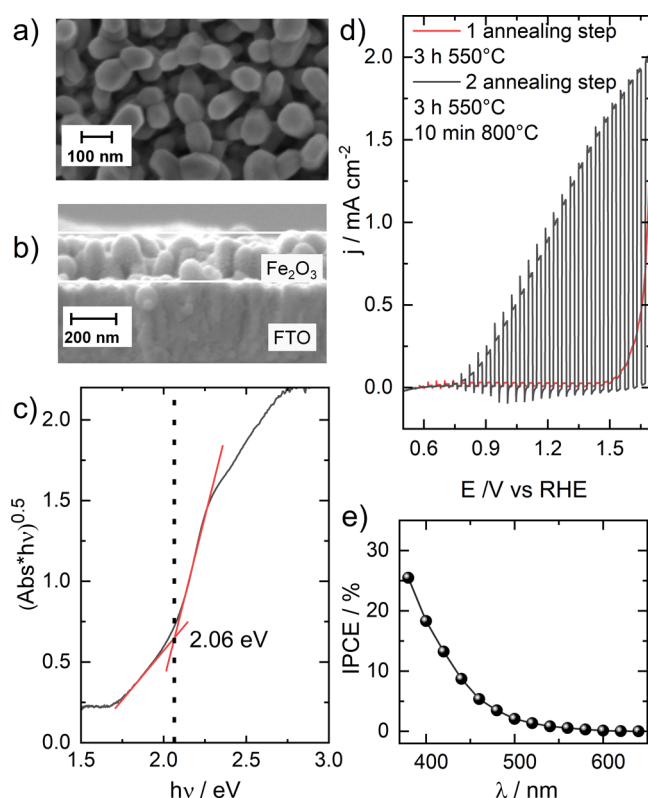 a)
100 nm
b)
Fe₂O₃
200 nm
FTO
c)
2.0
1.5
1.0
0.5
0.0
(Abs*hν)^0.5
2.06 eV
1.5 2.0 2.5 3.0
hν / eV
d)
1 annealing step
3 h 550°C
2 annealing step
3 h 550°C
10 min 800°C
2.0
1.5
1.0
0.5
0.0
j / mA cm⁻²
0.6 0.9 1.2 1.5
E /V vs RHE
e)
30
20
10
0
IPCE / %
400 500 600
λ / nm